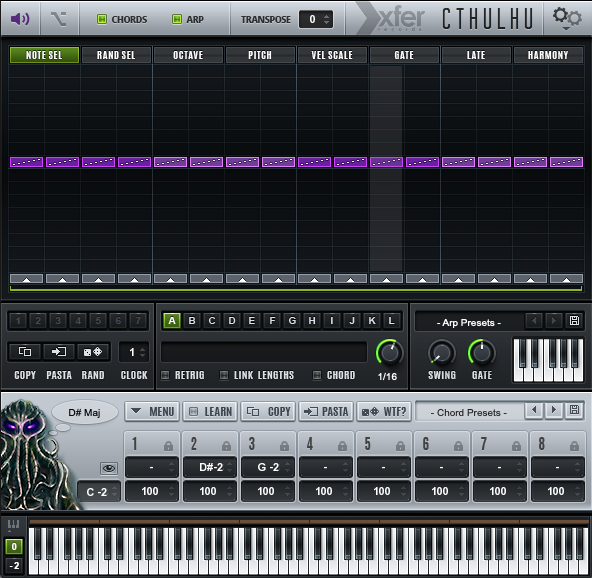 CHORDS ARP TRANSPOSE 0 xfer records CTHULHU
NOTE SEL RAND SEL OCTAVE PITCH VEL SCALE GATE LATE HARMONY
1 2 3 4 5 6 7 A B C D E F G H I J K L - Arp Presets -
1
COPY PASTA RAND CLOCK RETRIG LINK LENGTHS CHORD 1/16 SWING GATE
D# Maj MENU LEARN COPY PASTA WTF? - Chord Presets -
1 2 3 4 5 6 7 8
- D#-2 G -2 - - - - -
C -2 100 100 100 100 100 100 100 100
0
-2